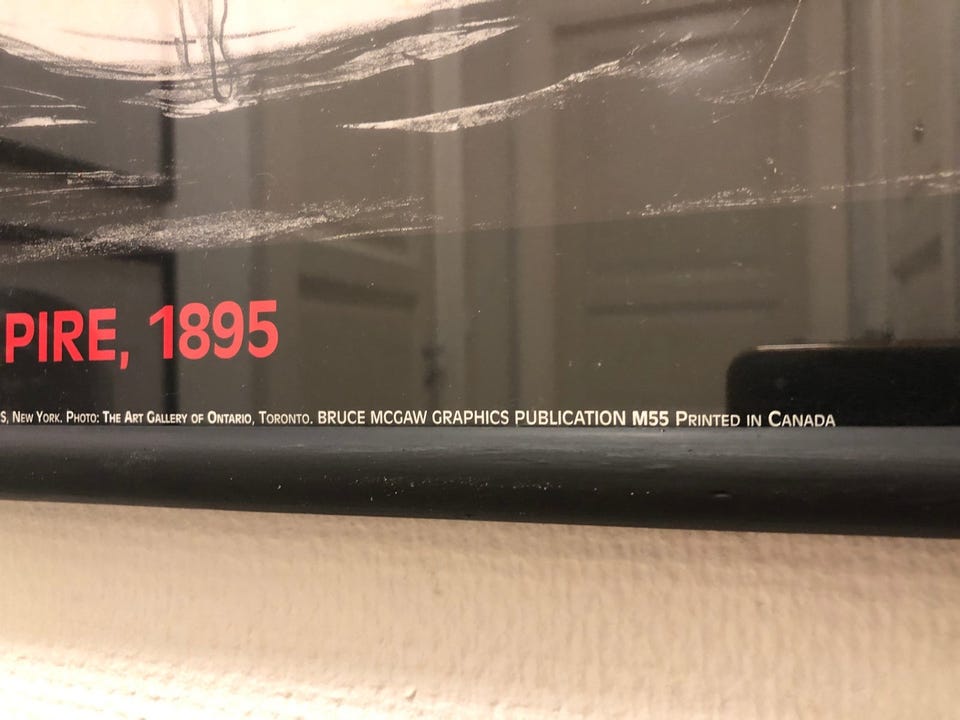 PIRE, 1895
S, NEW YORK. PHOTO: THE ART GALLERY OF ONTARIO, TORONTO. BRUCE MCGAW GRAPHICS PUBLICATION M55 PRINTED IN CANADA